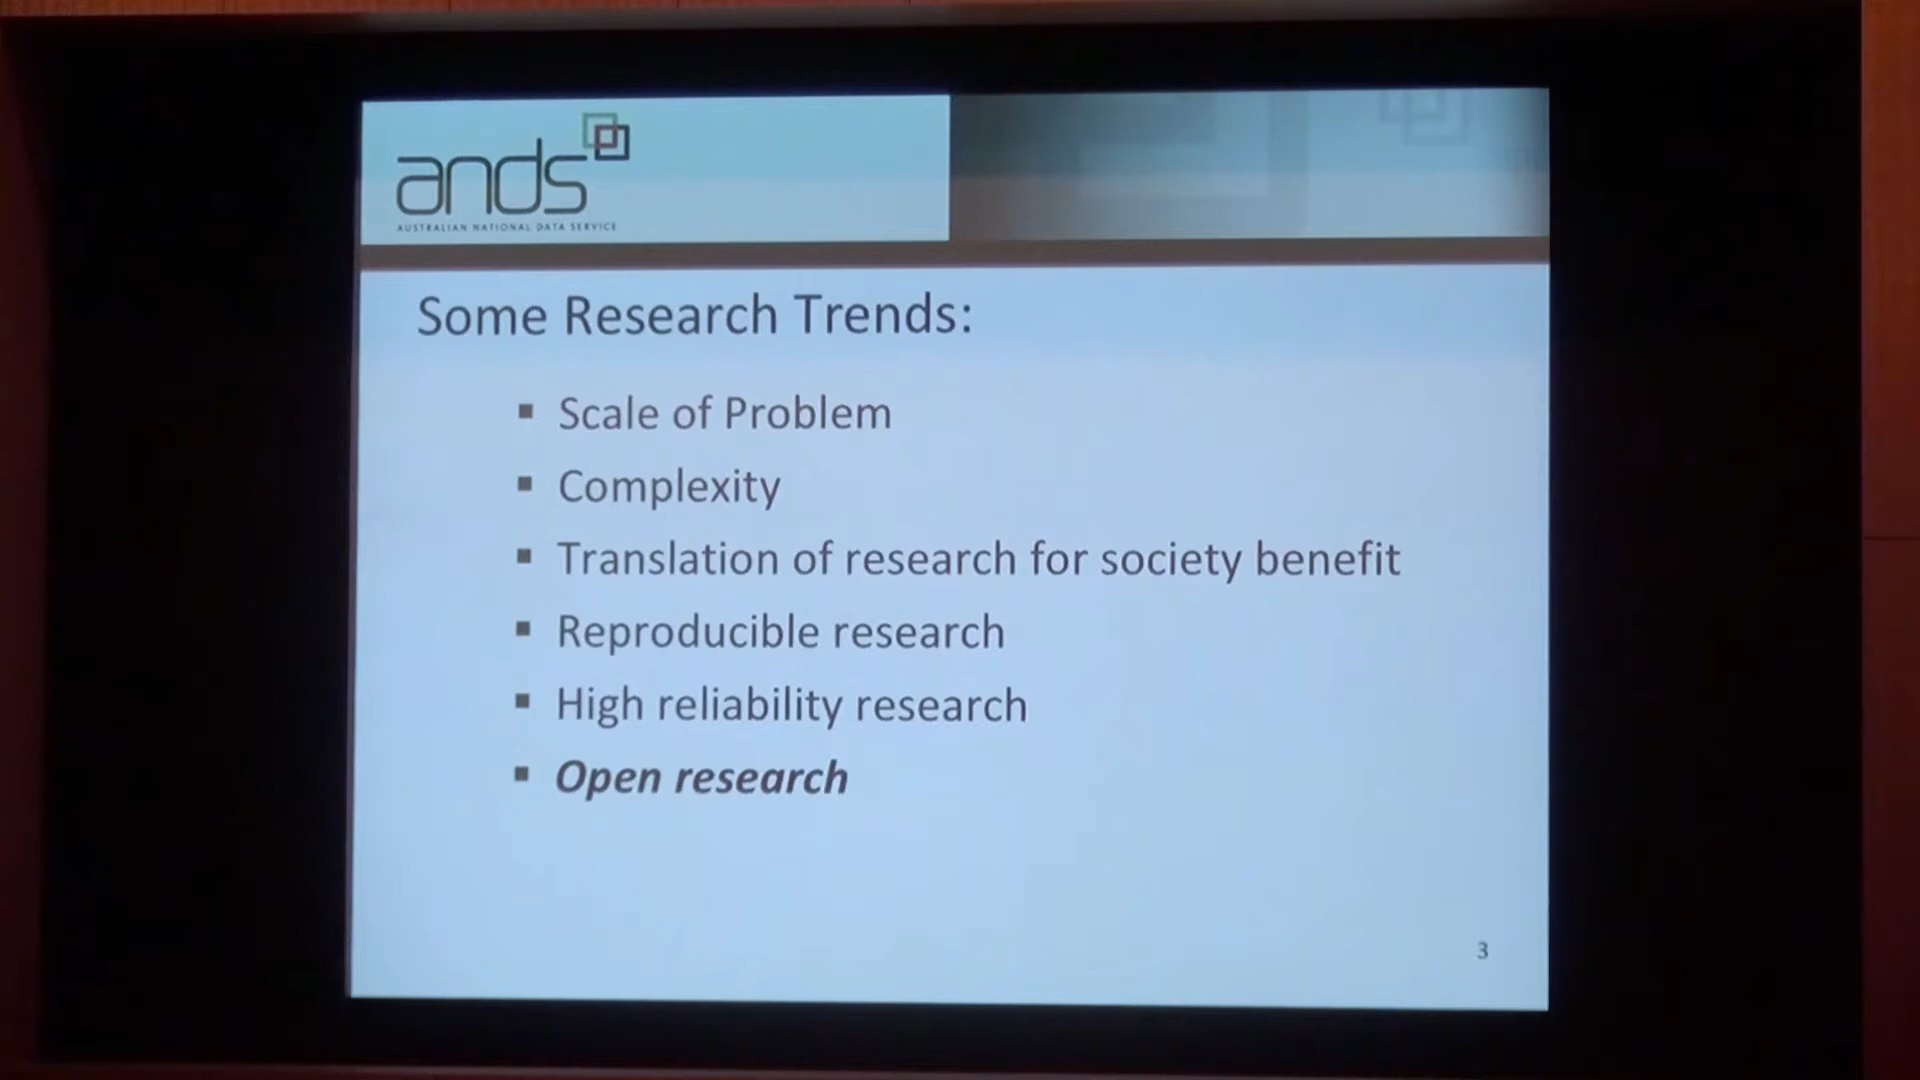 ands
AUSTRALIAN NATIONAL DATA SERVICE
Some Research Trends:
▪ Scale of Problem
▪ Complexity
▪ Translation of research for society benefit
▪ Reproducible research
▪ High reliability research
▪ Open research
3